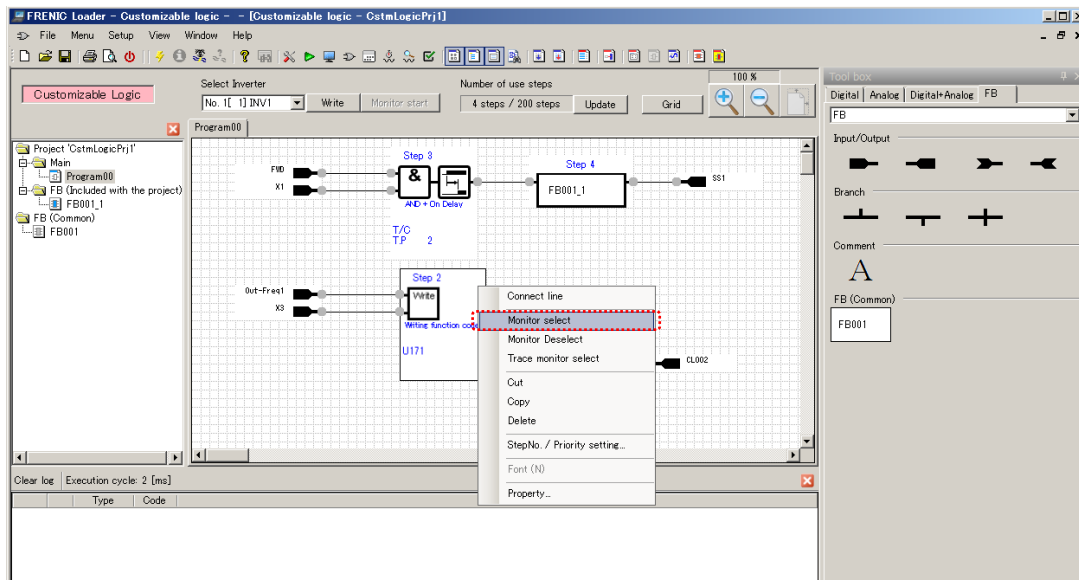 FRENIC Loader - Customizable logic - - [Customizable logic - CstmLogicPrj1]
File Menu Setup View Window Help
Customizable Logic
Select Inverter
No. 1[ 1] INV1
Write
Monitor start
Number of use steps
4 steps / 200 steps
Update
Grid
100 %
Project 'CstmLogicPrj1'
Main
Program00
FB (Included with the project)
FB001_1
FB (Common)
FB001
Program00
FWD
X1
Step 3
&
AND + On Delay
T/C
T.P 2
Step 4
FB001_1
SS1
Out-Freq1
X3
Step 2
Write
Writing function code
U171
CLO02
Connect line
Monitor select
Monitor Deselect
Trace monitor select
Cut
Copy
Delete
StepNo. / Priority setting...
Font (N)
Property...
Tool box
Digital Analog Digital+Analog FB
FB
Input/Output
Branch
Comment
A
FB (Common)
FB001
Clear log Execution cycle: 2 [ms]
Type Code